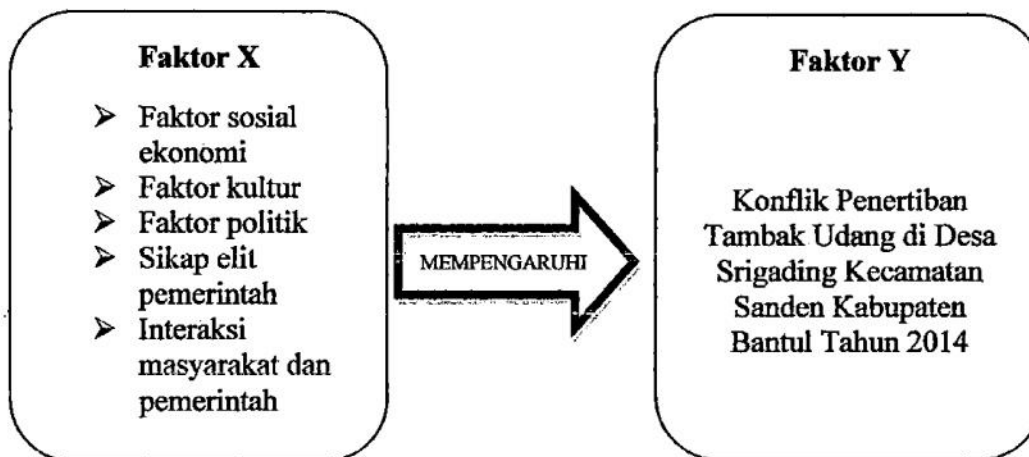 Faktor X
➢ Faktor sosial
ekonomi
➢ Faktor kultur
➢ Faktor politik
➢ Sikap elit
pemerintah
➢ Interaksi
masyarakat dan
pemerintah
MEMPENGARUHI
Faktor Y
Konflik Penertiban
Tambak Udang di Desa
Srigading Kecamatan
Sanden Kabupaten
Bantul Tahun 2014